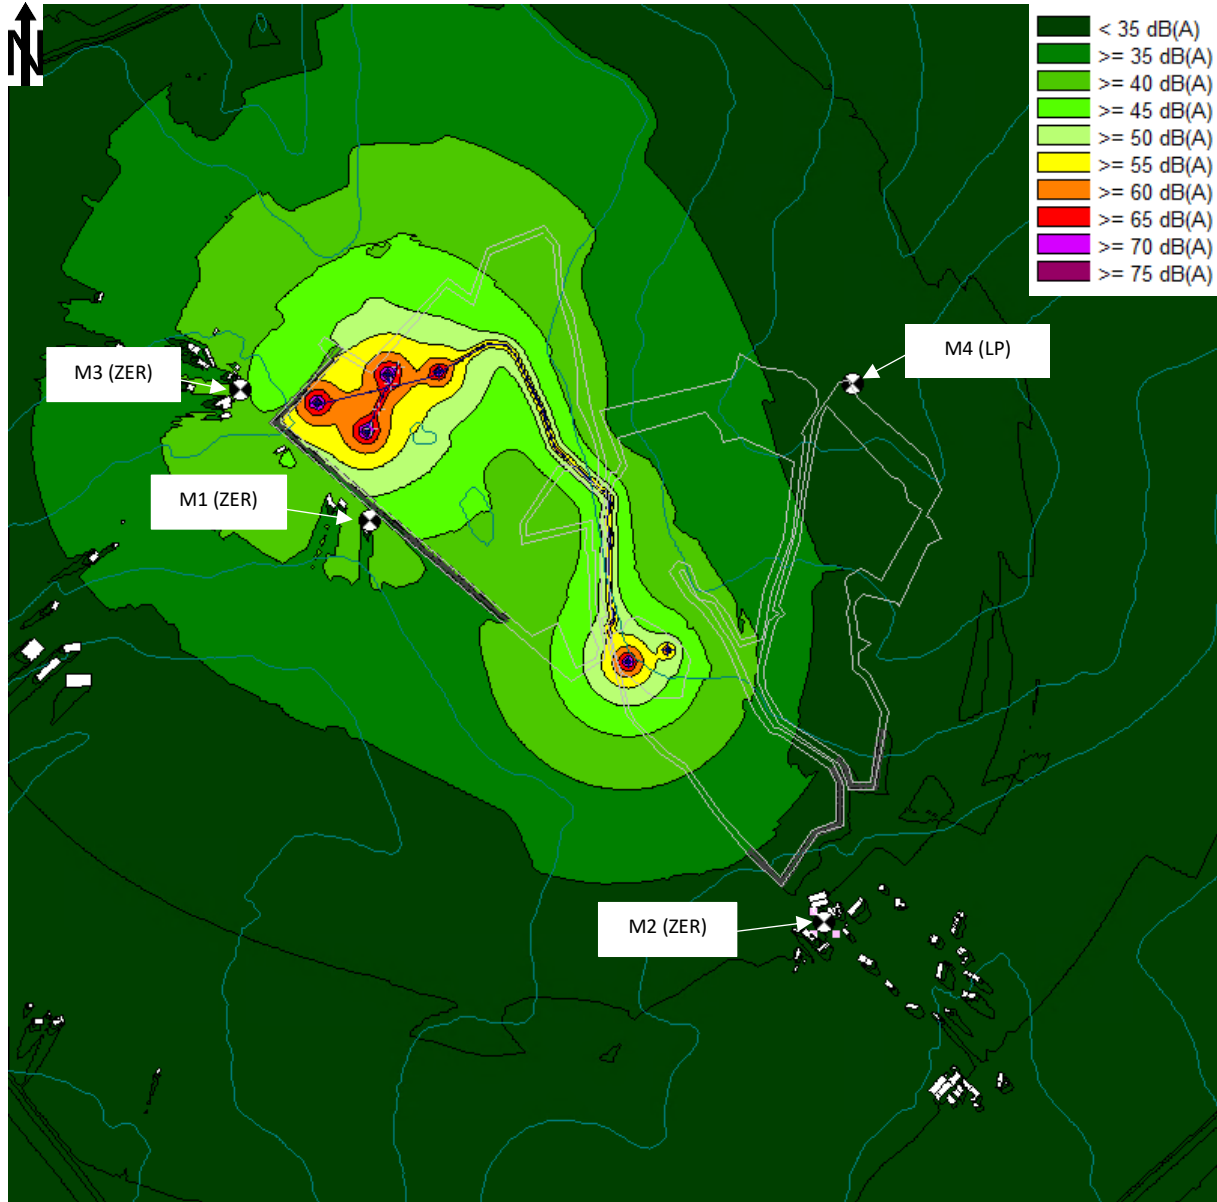 N
< 35 dB(A)
>= 35 dB(A)
>= 40 dB(A)
>= 45 dB(A)
>= 50 dB(A)
>= 55 dB(A)
>= 60 dB(A)
>= 65 dB(A)
>= 70 dB(A)
>= 75 dB(A)
M4 (LP)
M3 (ZER)
M1 (ZER)
M2 (ZER)